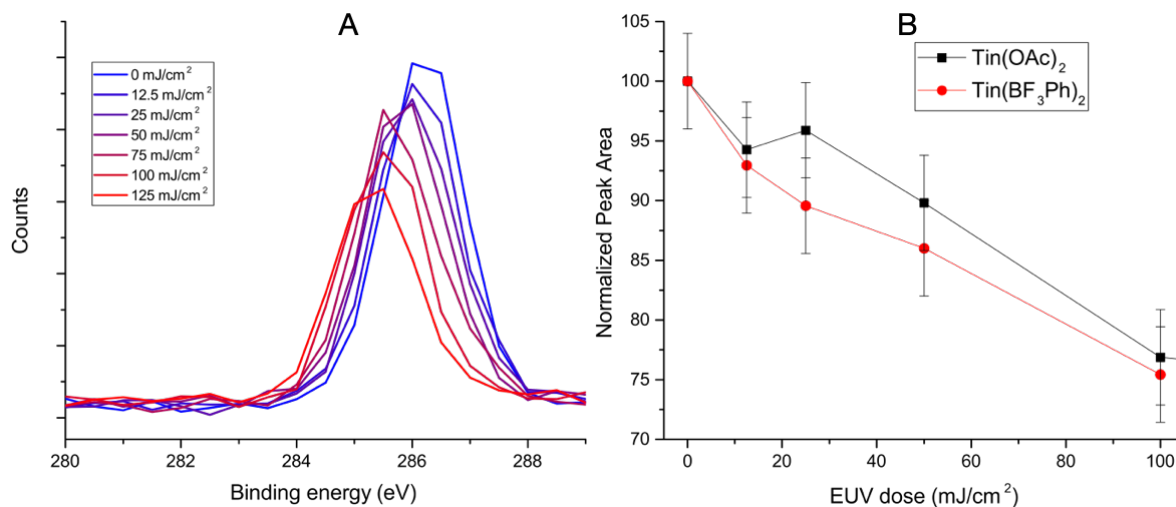 A
0 mJ/cm²
12.5 mJ/cm²
25 mJ/cm²
50 mJ/cm²
75 mJ/cm²
100 mJ/cm²
125 mJ/cm²
Counts
280
282
284
286
288
Binding energy (eV)
B
Tin(OAc)₂
Tin(BF₃Ph)₂
Normalized Peak Area
105
100
95
90
85
80
75
70
0
20
40
60
80
100
EUV dose (mJ/cm²)